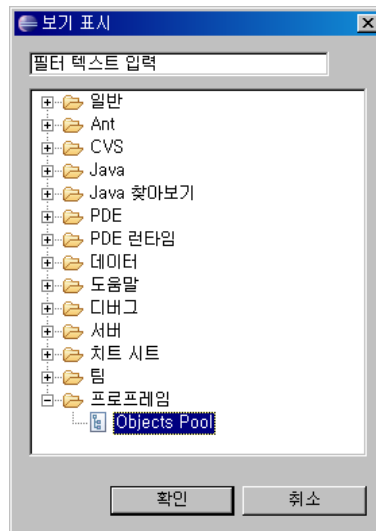 보기 표시
필터 텍스트 입력
일반
Ant
CVS
Java
Java 찾아보기
PDE
PDE 런타임
데이터
도움말
디버그
서버
치트 시트
팀
프로프레임
Objects Pool
확인 취소